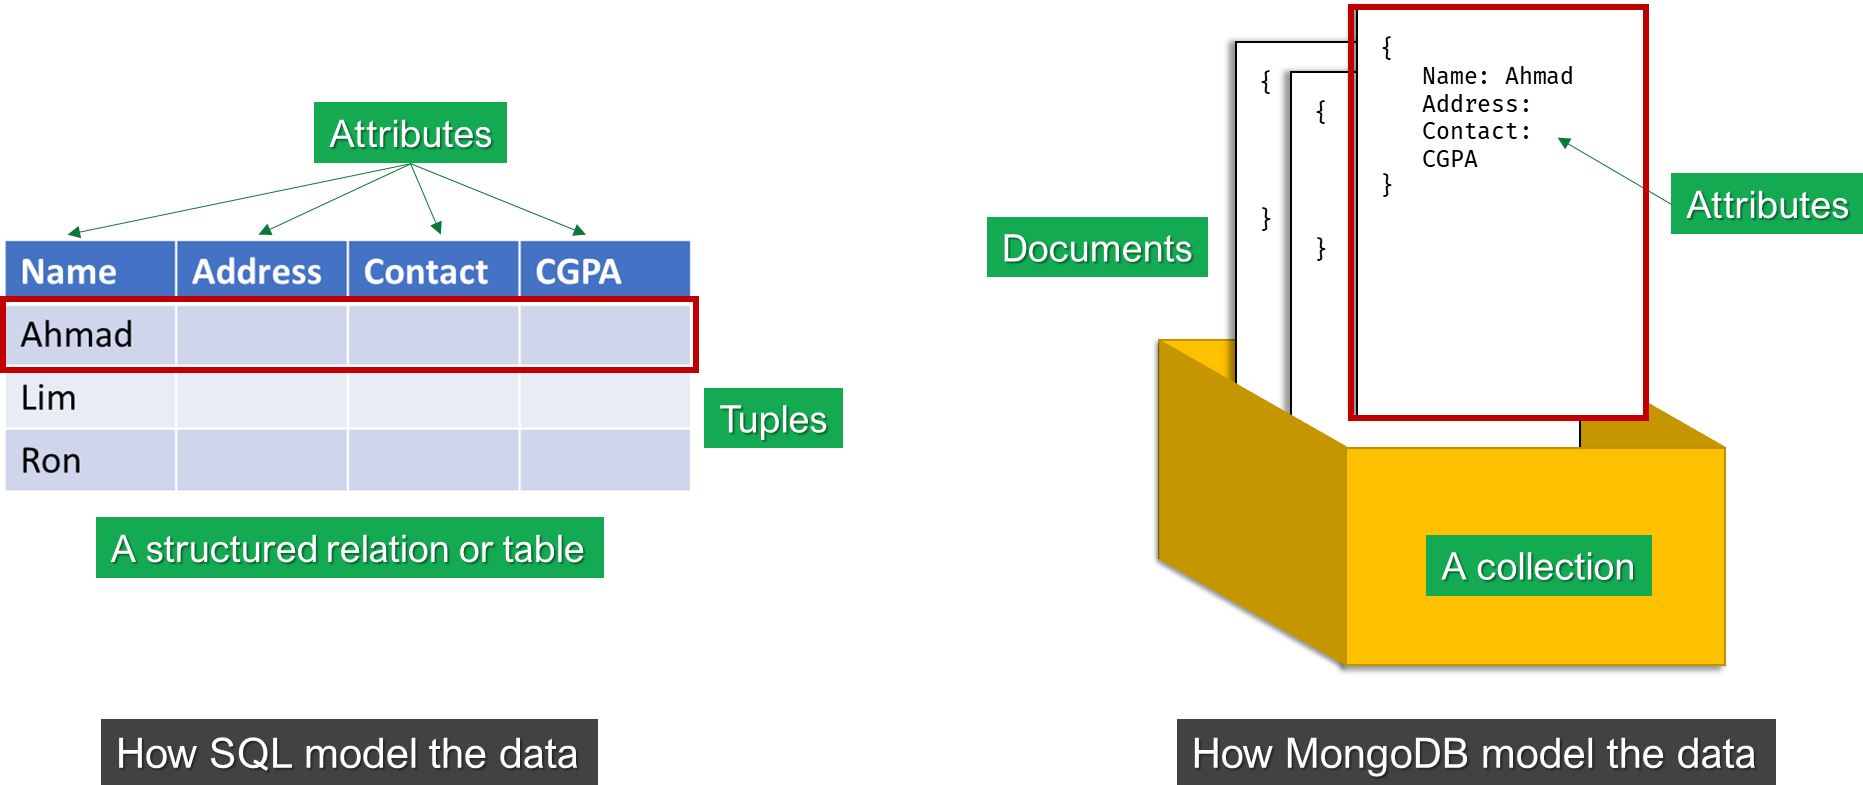 Attributes
Name Address Contact CGPA
Ahmad
Lim
Ron
Tuples
A structured relation or table
How SQL model the data
{
Name: Ahmad
Address:
Contact:
CGPA
}
{
}
{
}
Attributes
Documents
A collection
How MongoDB model the data